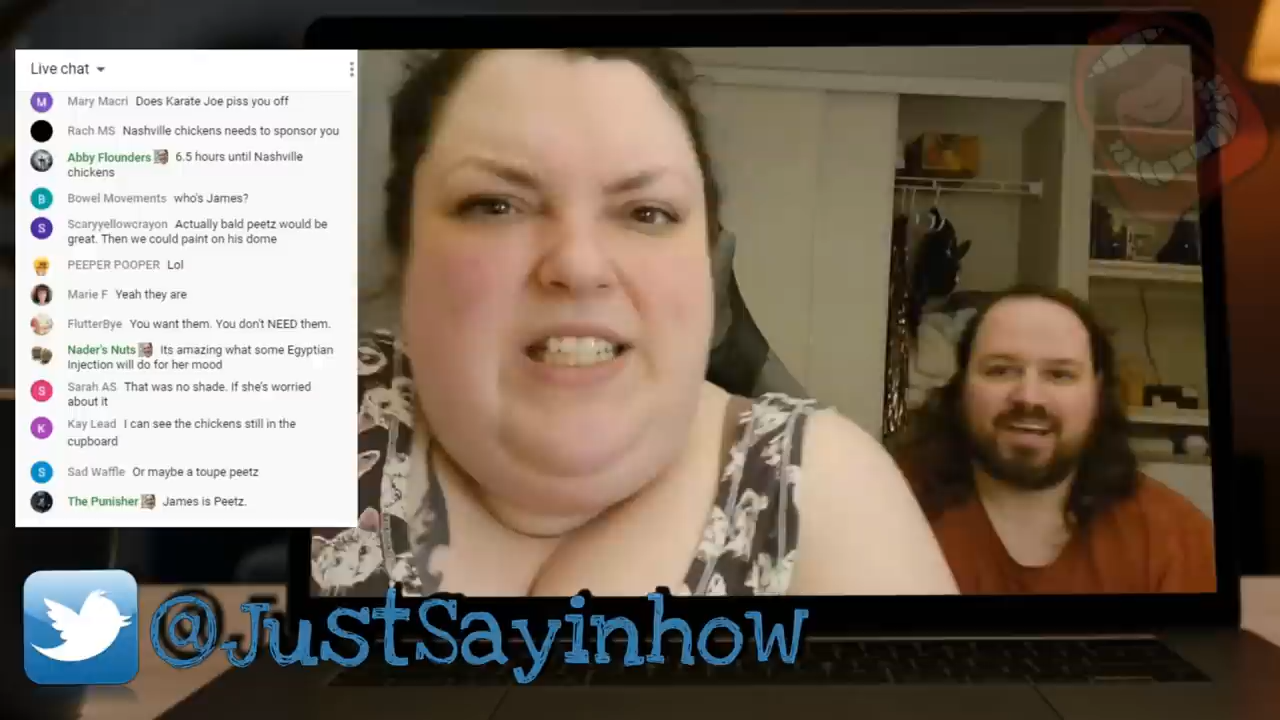 Live chat
Mary Macri Does Karate Joe piss you off
Rach MS Nashville chickens needs to sponsor you
Abby Flounders 6.5 hours until Nashville
chickens
Bowel Movements who's James?
Scaryyellowcrayon Actually bald peetz would be
great. Then we could paint on his dome
PEEPER POOPER Lol
Marie F Yeah they are
FlutterBye You want them. You don't NEED them.
Nader's Nuts Its amazing what some Egyptian
Injection will do for her mood
Sarah AS That was no shade. If she's worried
about it
Kay Lead I can see the chickens still in the
cupboard
Sad Waffle Or maybe a toupe peetz
The Punisher James is Peetz.
@JustSayinhow